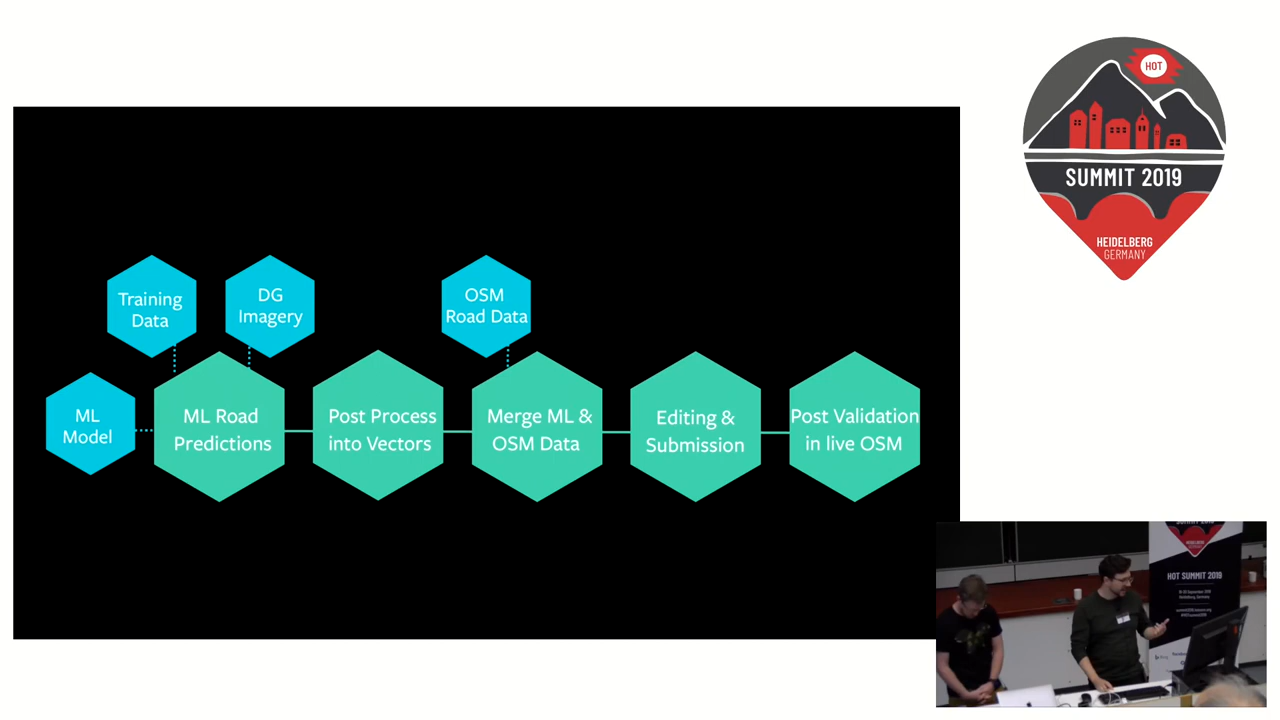 HOT
SUMMIT 2019
HEIDELBERG
GERMANY
Training
Data
DG
Imagery
OSM
Road Data
ML
Model
ML Road
Predictions
Post Process
into Vectors
Merge ML &
OSM Data
Editing &
Submission
Post Validation
in live OSM
HOT SUMMIT 2019